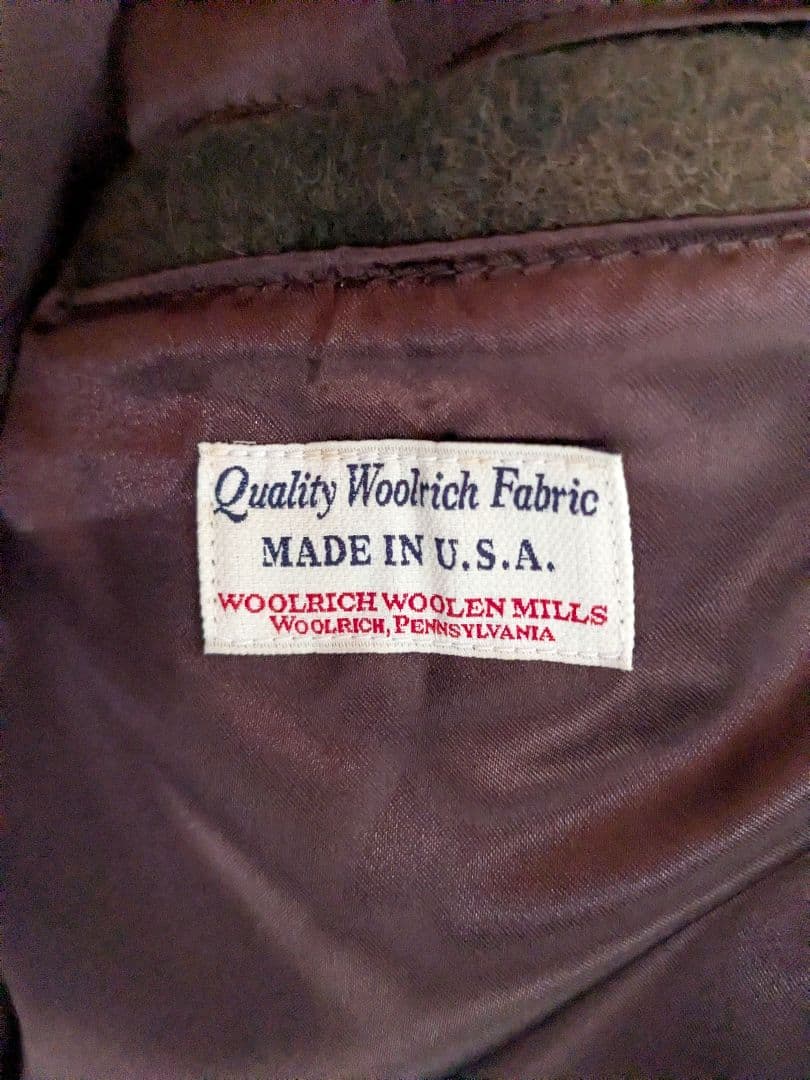 Quality Woolrich Fabric
MADE IN U.S.A.
WOOLRICH WOOLEN MILLS
WOOLRICH, PENNSYLVANIA